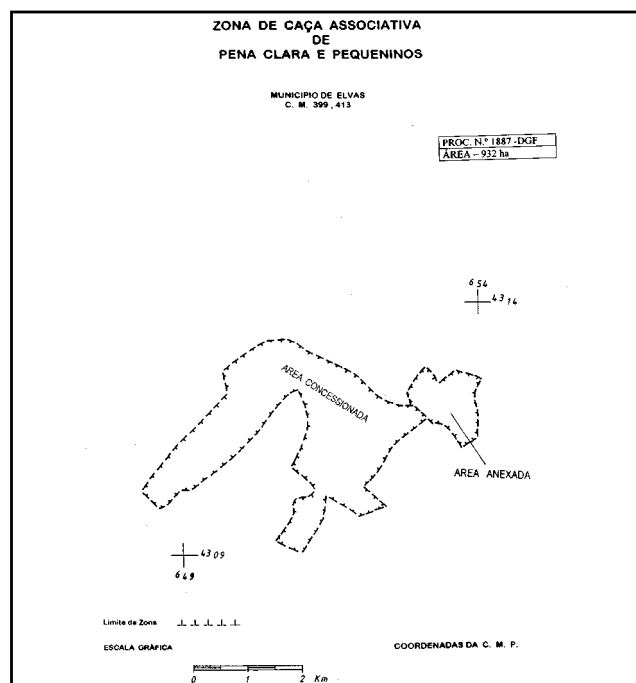 ZONA DE CAÇA ASSOCIATIVA
DE
PENA CLARA E PEQUENINOS
MUNICIPIO DE ELVAS
C. M. 399 , 413
PROC. N.º 1887 -DGF
ÁREA – 932 ha
654
4314
AREA CONCESSIONADA
AREA ANEXADA
4309
649
Limite da Zona
ESCALA GRÁFICA
COORDENADAS DA C. M. P.
0 1 2 Km